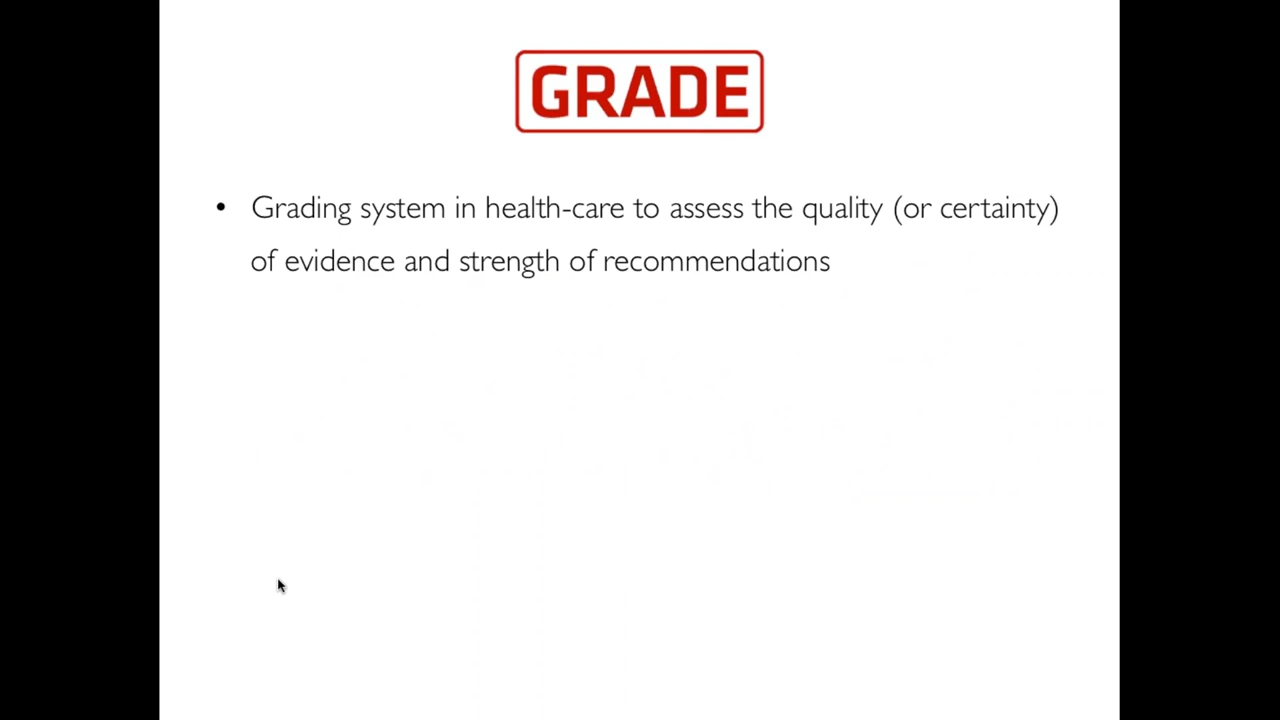 GRADE
• Grading system in health-care to assess the quality (or certainty)
of evidence and strength of recommendations